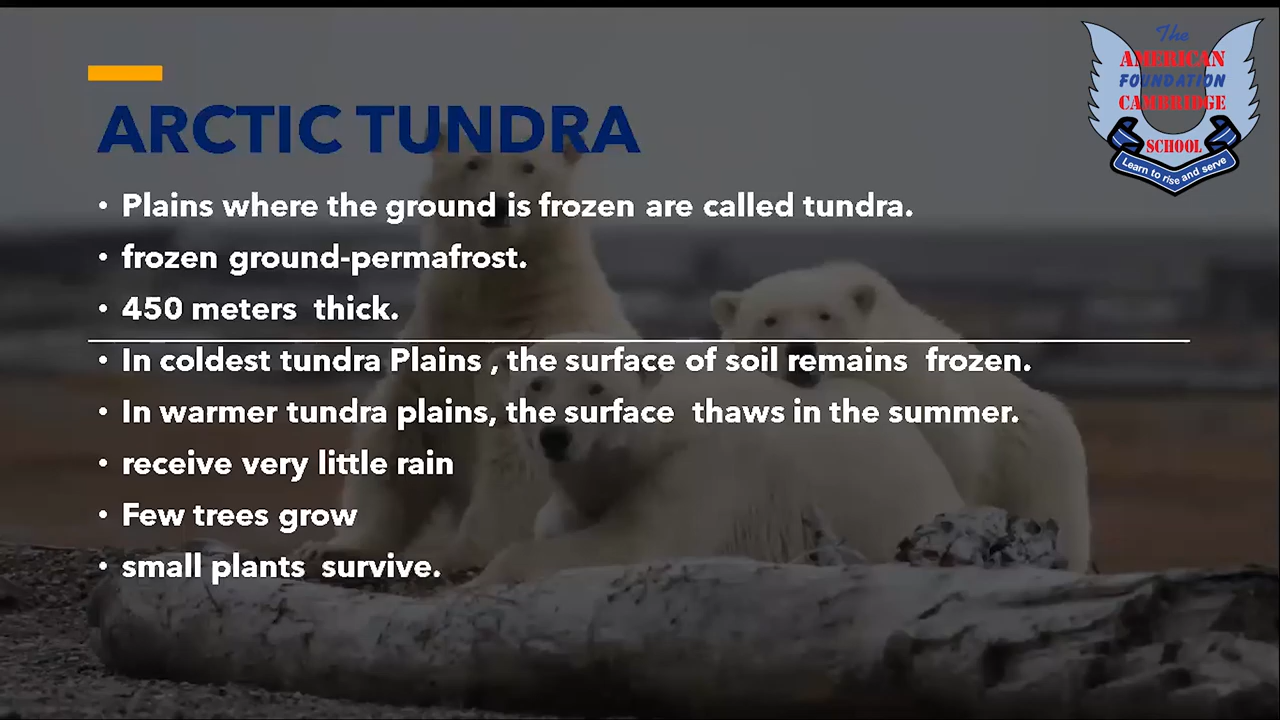 The
AMERICAN
FOUNDATION
CAMBRIDGE
SCHOOL
Learn to rise and serve
ARCTIC TUNDRA
• Plains where the ground is frozen are called tundra.
• frozen ground-permafrost.
• 450 meters thick.
• In coldest tundra Plains , the surface of soil remains frozen.
• In warmer tundra plains, the surface thaws in the summer.
• receive very little rain
• Few trees grow
• small plants survive.